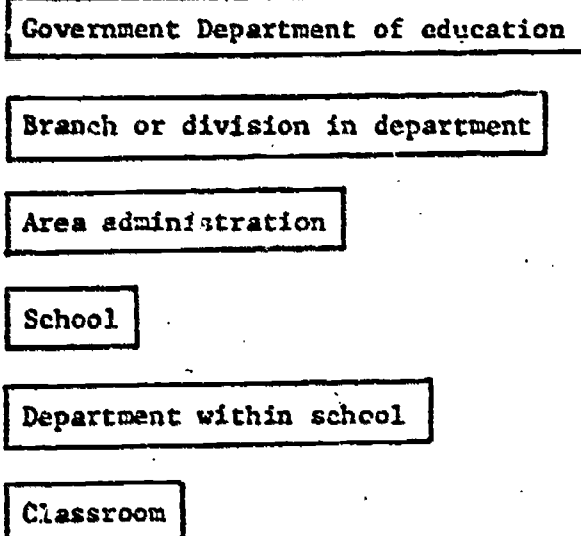 Government Department of education
Branch or division in department
Area administration
School
Department within school
Classroom